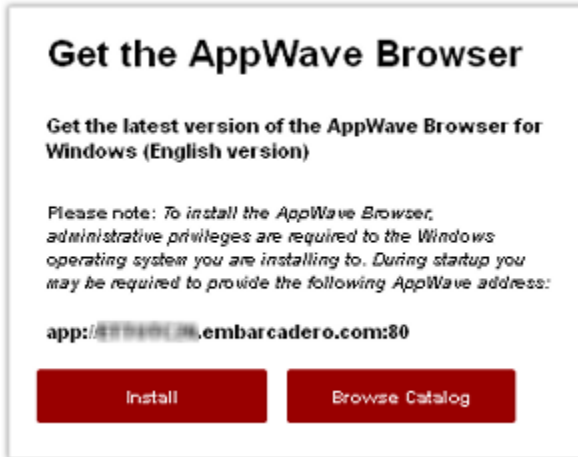 Get the AppWave Browser
Get the latest version of the AppWave Browser for
Windows (English version)
Please note: To install the AppWave Browser,
administrative privileges are required to the Windows
operating system you are installing to. During startup you
may be required to provide the following AppWave address:
app:/ .embarcadero.com:80
Install
Browse Catalog